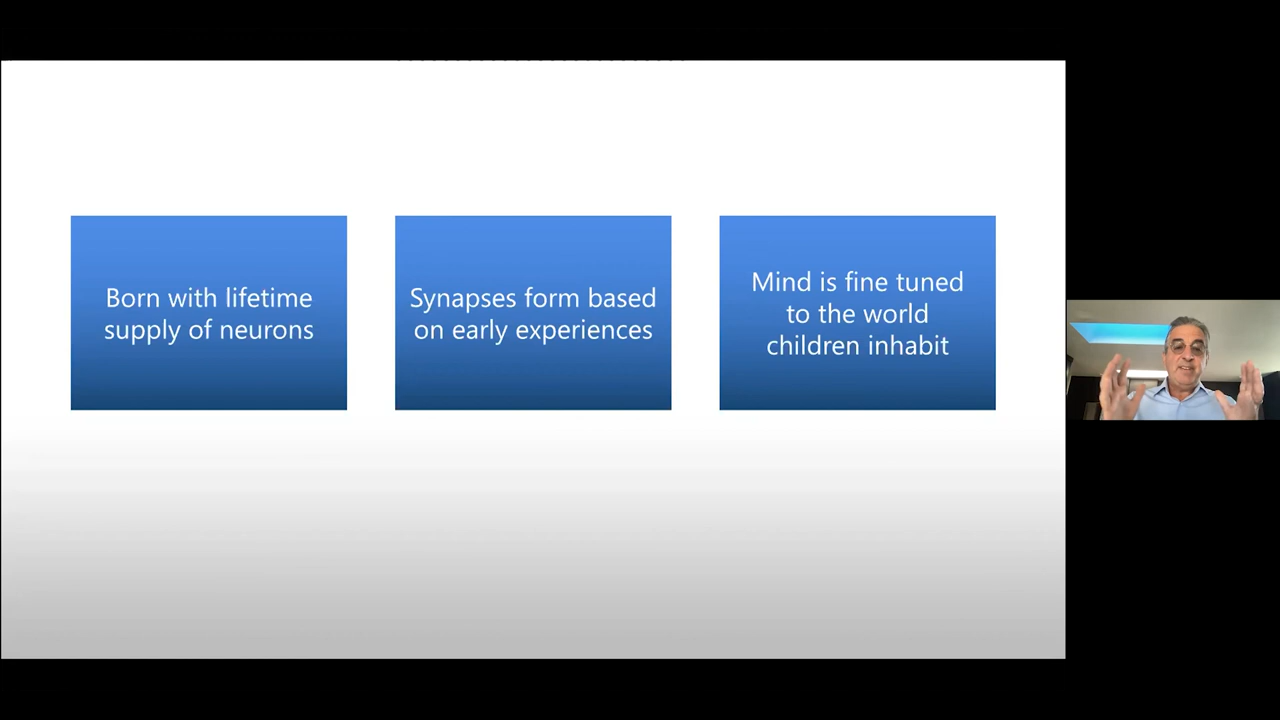 Born with lifetime
supply of neurons
Synapses form based
on early experiences
Mind is fine tuned
to the world
children inhabit